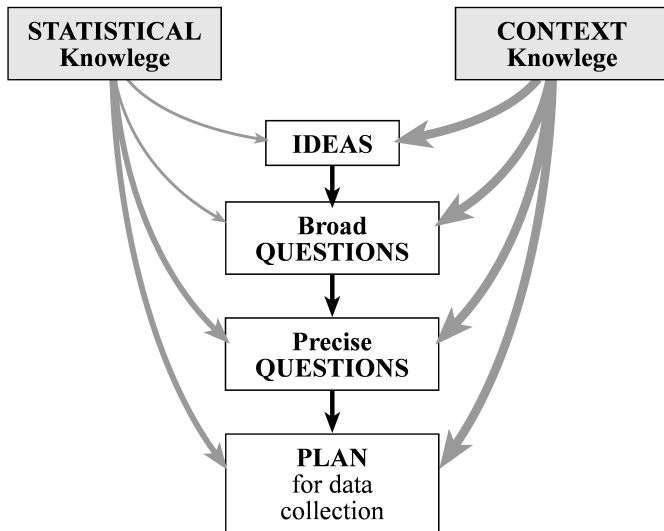 STATISTICAL
Knowlege
CONTEXT
Knowlege
IDEAS
Broad
QUESTIONS
Precise
QUESTIONS
PLAN
for data
collection